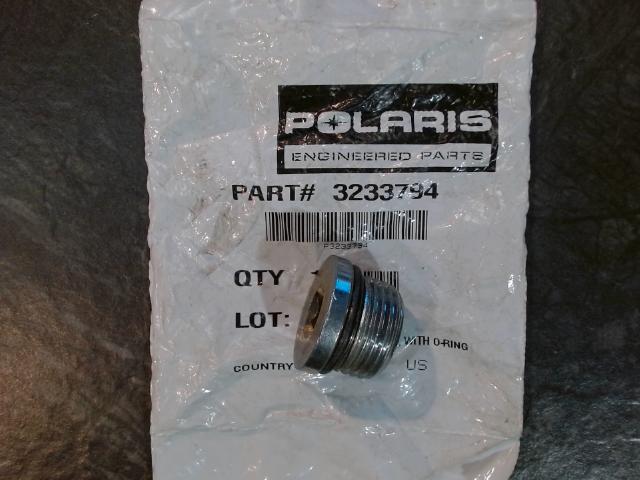 POLARIS
ENGINEERED PARTS
PART# 3233794
P3233794
QTY
LOT:
WITH O-RING
COUNTRY US